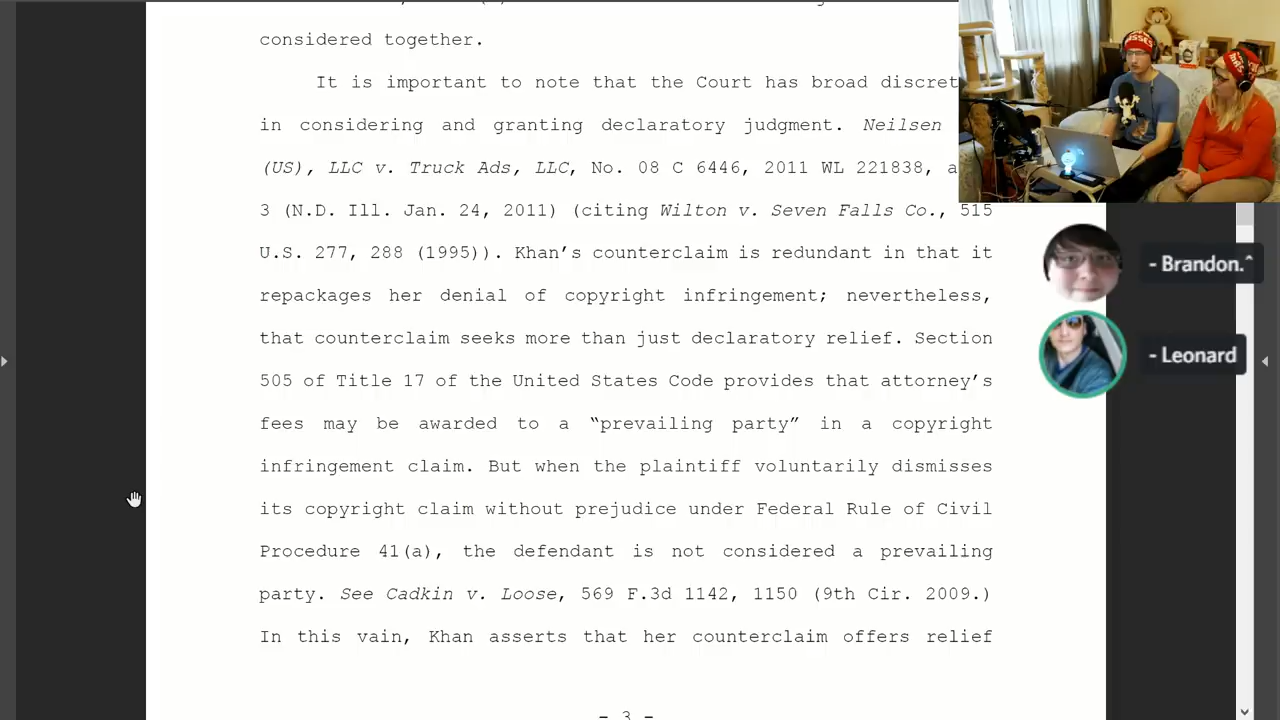 considered together.
It is important to note that the Court has broad
in considering and granting declaratory judgment. Neilsen
(US), LLC v. Truck Ads, LLC, No. 08 C 6446, 2011 WL 221838,
3 (N.D. Ill. Jan. 24, 2011) (citing Wilton v. Seven Falls Co., 515
U.S. 277, 288 (1995)). Khan’s counterclaim is redundant in that it
repackages her denial of copyright infringement; nevertheless,
that counterclaim seeks more than just declaratory relief. Section
505 of Title 17 of the United States Code provides that attorney’s
fees may be awarded to a “prevailing party” in a copyright
infringement claim. But when the plaintiff voluntarily dismisses
its copyright claim without prejudice under Federal Rule of Civil
Procedure 41(a), the defendant is not considered a prevailing
party. See Cadkin v. Loose, 569 F.3d 1142, 1150 (9th Cir. 2009.)
In this vain, Khan asserts that her counterclaim offers relief
- 3 -
- Brandon.^
- Leonard